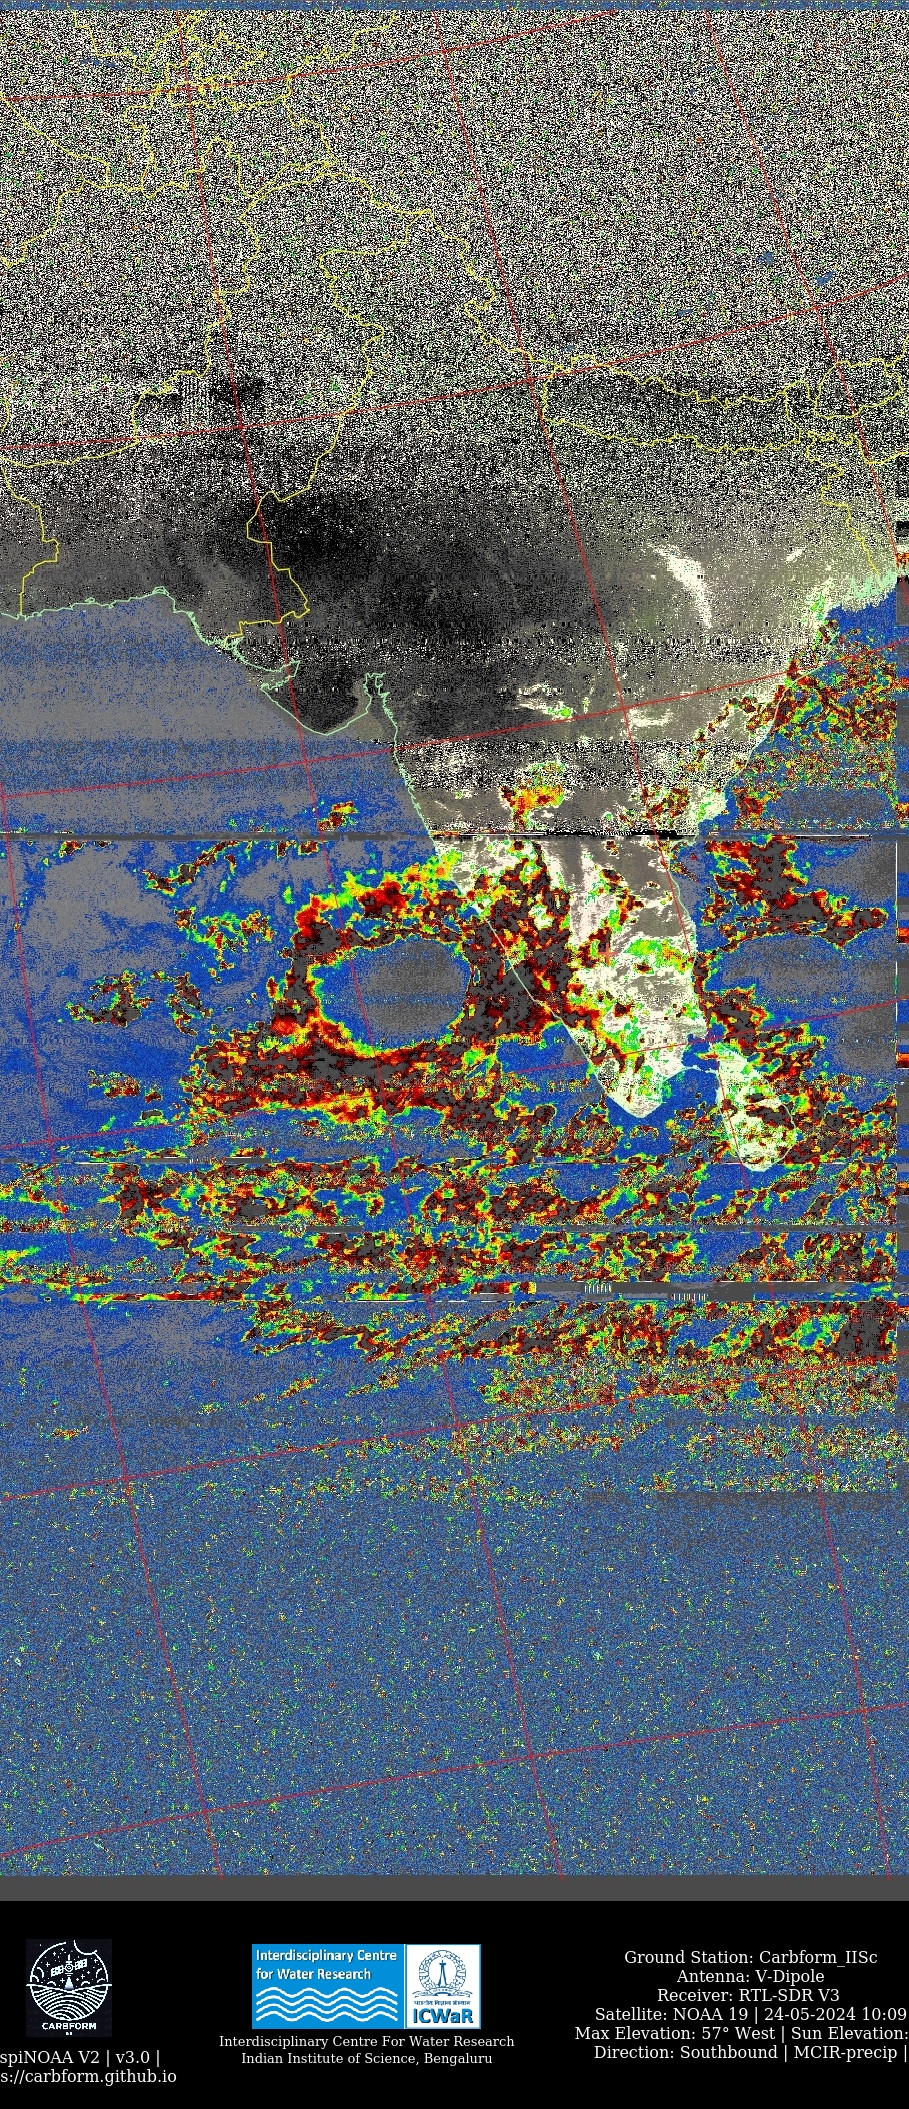 CARBFORM
spiNOAA V2 | v3.0 |
s://carbform.github.io
Interdisciplinary Centre
for Water Research
ICWaR
Interdisciplinary Centre For Water Research
Indian Institute of Science, Bengaluru
Ground Station: Carbform_IISc
Antenna: V-Dipole
Receiver: RTL-SDR V3
Satellite: NOAA 19 | 24-05-2024 10:09
Max Elevation: 57° West | Sun Elevation:
Direction: Southbound | MCIR-precip |